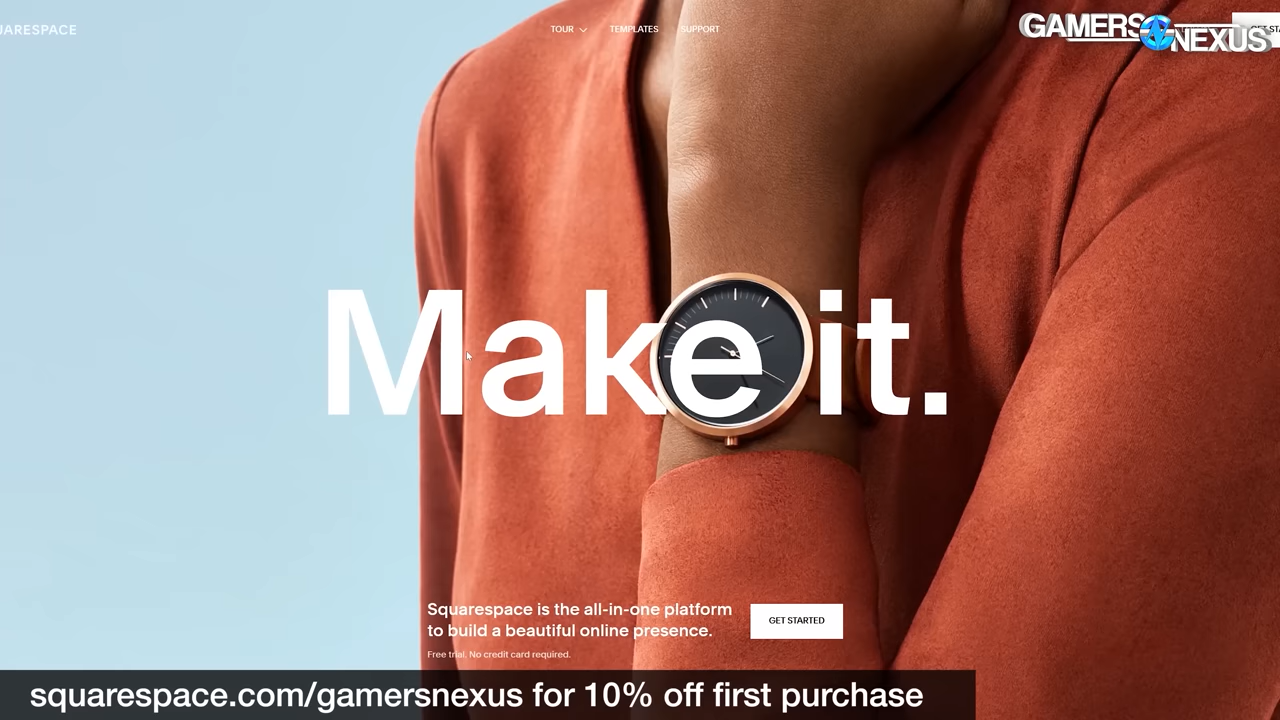 UARESPACE
TOUR
TEMPLATES
SUPPORT
GAMERS NEXUS
Make it.
Squarespace is the all-in-one platform
to build a beautiful online presence.
GET STARTED
Free trial. No credit card required.
squarespace.com/gamersnexus for 10% off first purchase